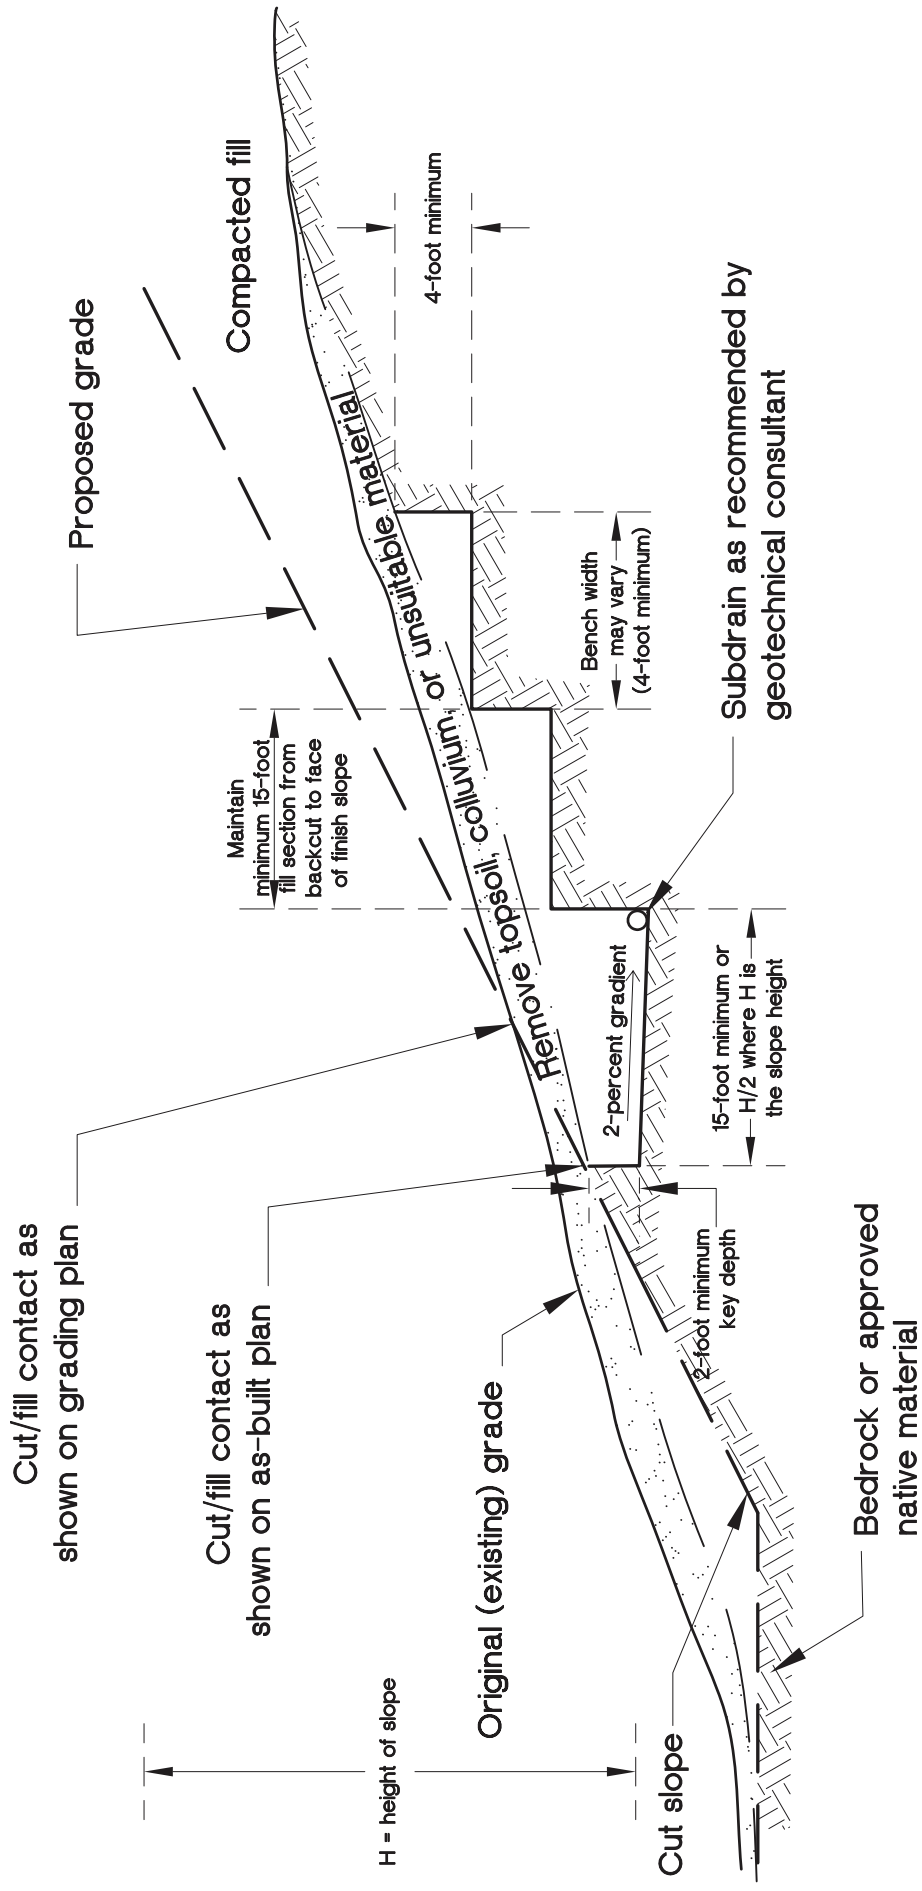 Cut/fill contact as
shown on grading plan
Proposed grade
Cut/fill contact as
shown on as-built plan
Maintain
minimum 15-foot
fill section from
backcut to face
of finish slope
Compacted fill
H = height of slope
Original (existing) grade
Remove topsoil, colluvium, or unsuitable material
4-foot minimum
Bench width
may vary
(4-foot minimum)
2-percent gradient
Cut slope
2-foot minimum
key depth
15-foot minimum or
H/2 where H is
the slope height
Subdrain as recommended by
geotechnical consultant
Bedrock or approved
native material